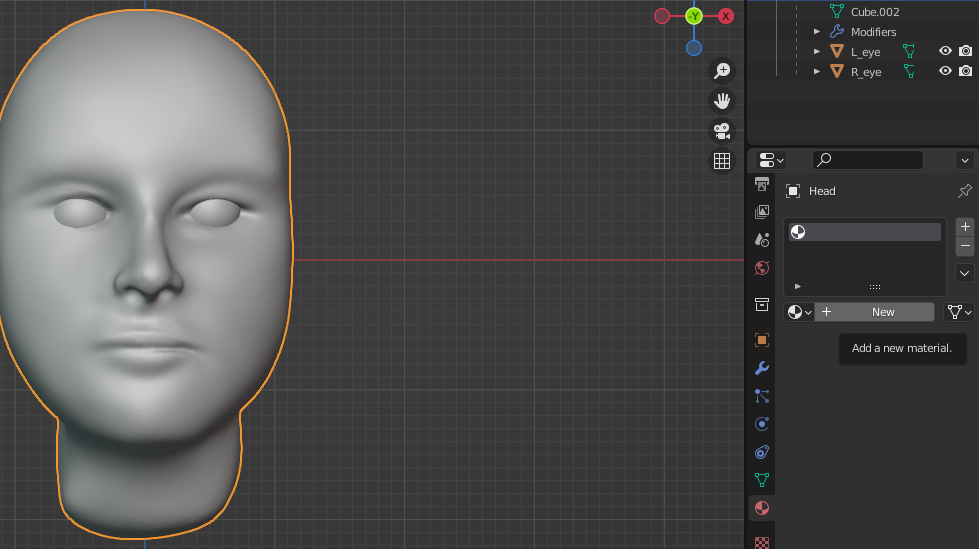 -Y
X
Cube.002
Modifiers
L_eye
R_eye
Head
New
Add a new material.